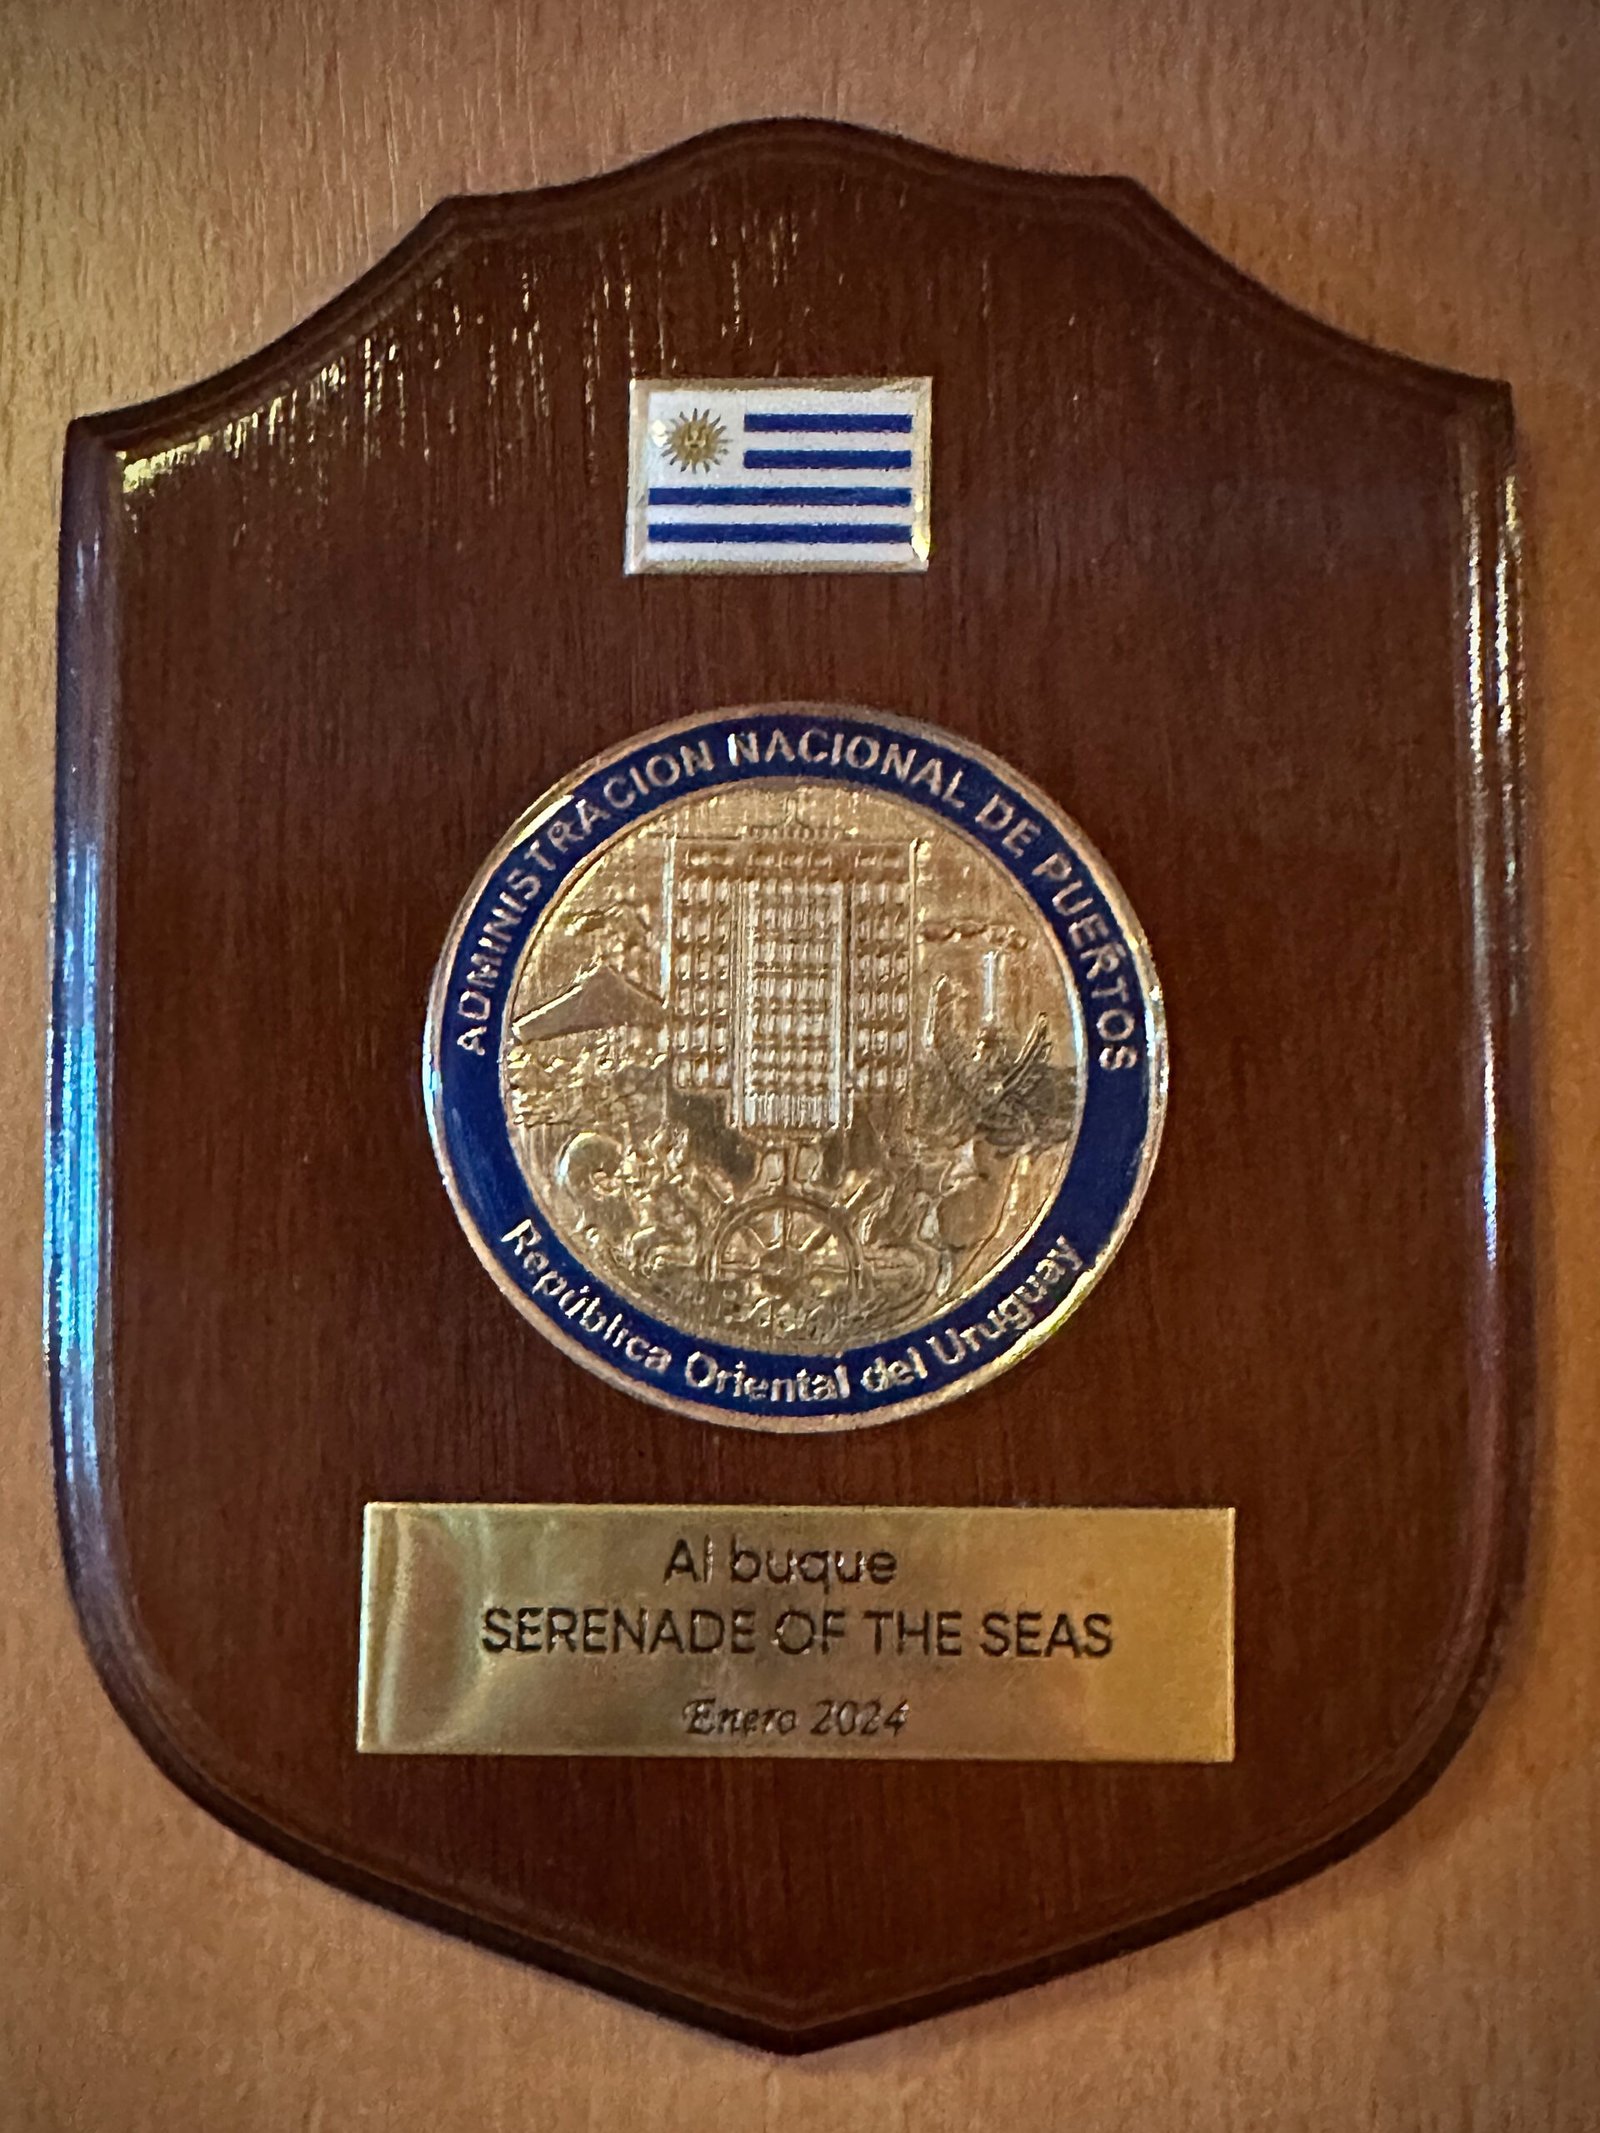 ADMINISTRACION NACIONAL DE PUERTOS
República Oriental del Uruguay
Al buque
SERENADE OF THE SEAS
Enero 2024